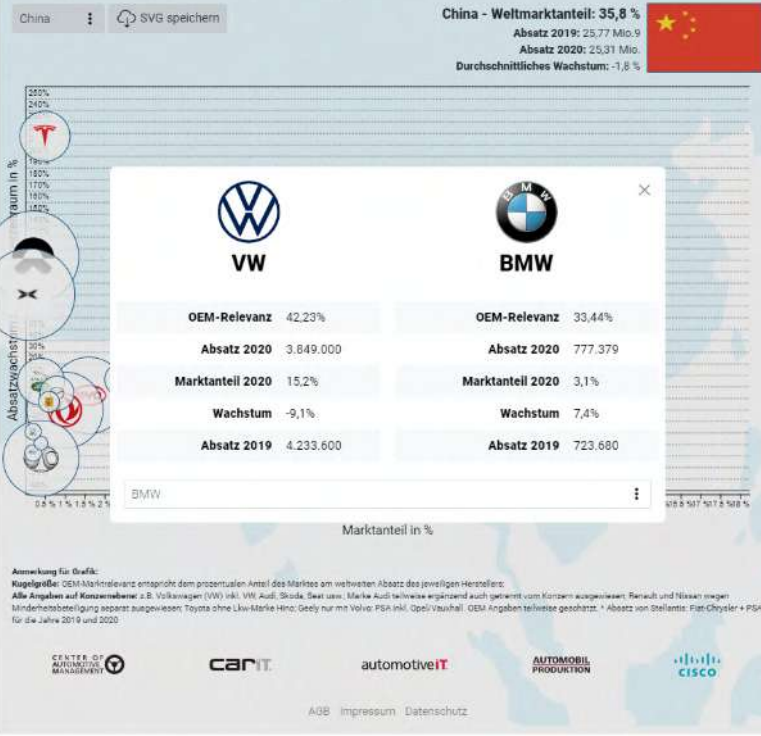 China
SVG speichern
China - Weltmarktanteil: 35,8 %
Absatz 2019: 25,77 Mio.9
Absatz 2020: 25,31 Mio.
Durchschnittliches Wachstum: -1,8 %
250%
240%
180%
170%
160%
150%
raum in %
Absatzwachstum
30%
20%
VW
OEM-Relevanz 42,23%
Absatz 2020 3.849.000
Marktanteil 2020 15,2%
Wachstum -9,1%
Absatz 2019 4.233.600
BMW
BMW
OEM-Relevanz 33,44%
Absatz 2020 777.379
Marktanteil 2020 3,1%
Wachstum 7,4%
Absatz 2019 723.680
BMW
0.5 % 1 % 1.5 % 2 %
Marktanteil in %
Anmerkung für Grafik:
Kugelgröße: OEM-Marktrelevanz entspricht dem prozentualen Anteil des Marktes am weltweiten Absatz des jeweiligen Herstellers;
Alle Angaben auf Konzernebene: z.B. Volkswagen (VW) inkl. VW, Audi, Skoda, Seat usw.; Marke Audi teilweise ergänzend auch getrennt vom Konzern ausgewiesen; Renault und Nissan wegen
Minderheitsbeteiligung separat ausgewiesen; Toyota ohne Lkw-Marke Hino; Geely nur mit Volvo; PSA inkl. Opel/Vauxhall. OEM Angaben teilweise geschätzt. * Absatz von Stellantis: Fiat-Chrysler + PSA
für die Jahre 2019 und 2020
CENTER OF
AUTOMOTIVE
MANAGEMENT
carIT
automotiveIT
AUTOMOBIL
PRODUKTION
CISCO
AGB Impressum Datenschutz